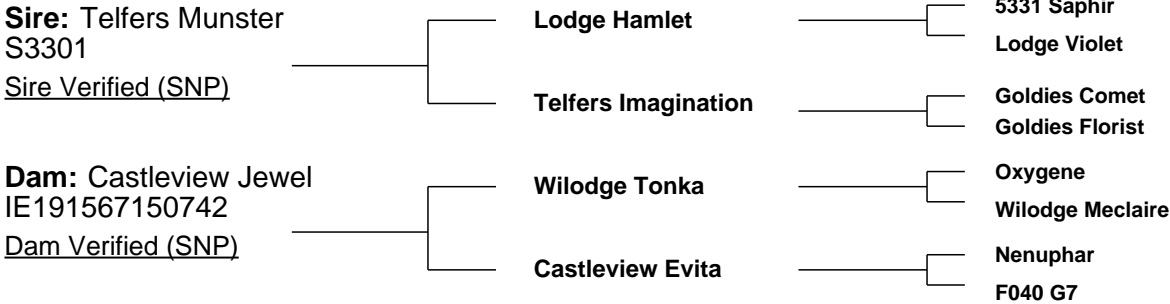 Sire: Telfers Munster
S3301
Sire Verified (SNP)
Lodge Hamlet
Telfers Imagination
5331 Saphir
Lodge Violet
Goldies Comet
Goldies Florist
Dam: Castleview Jewel
IE191567150742
Dam Verified (SNP)
Wilodge Tonka
Castleview Evita
Oxygene
Wilodge Meclaire
Nenuphar
F040 G7